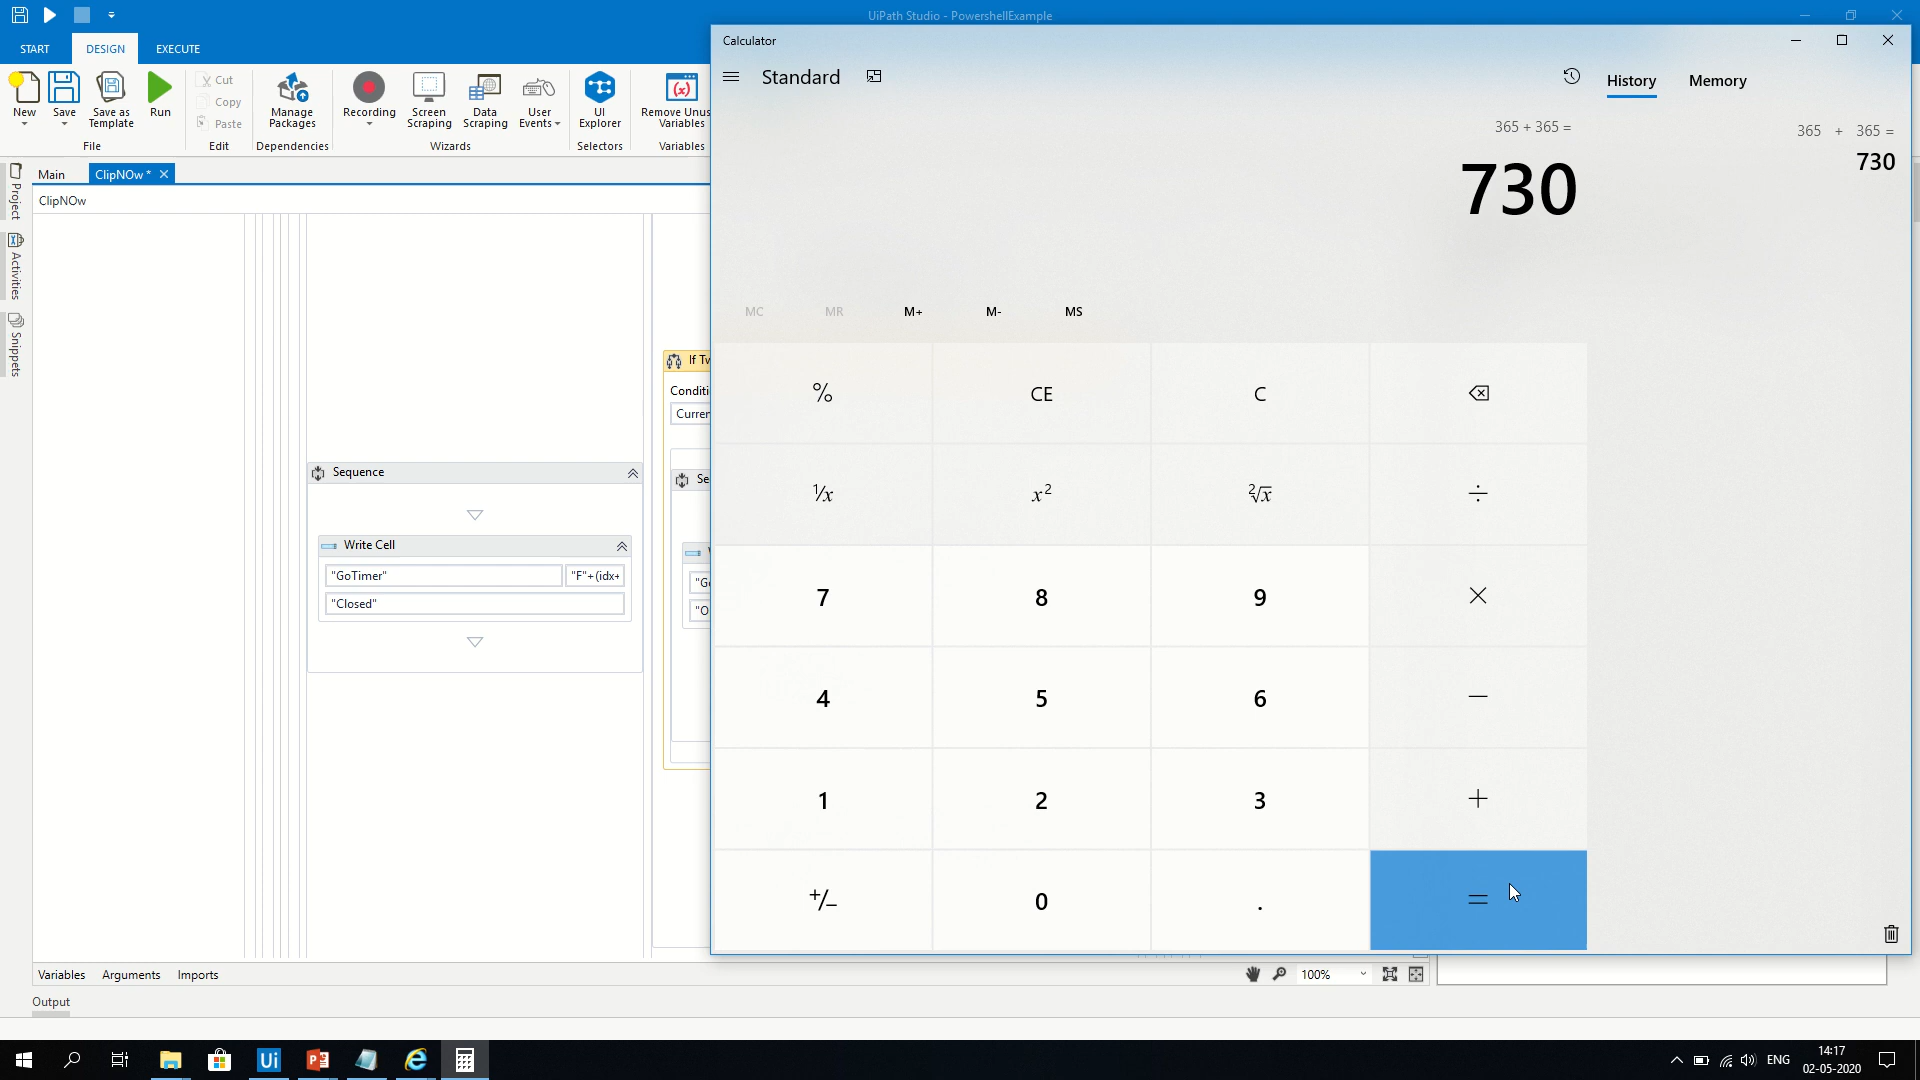 UiPath Studio - PowershellExample
START
DESIGN
EXECUTE
New
Save
Save as Template
Run
Cut
Copy
Paste
Manage Packages
Recording
Screen Scraping
Data Scraping
User Events
UI Explorer
Remove Unus
Variables
File
Edit
Dependencies
Wizards
Selectors
Variables
Main
ClipNOw *
ClipNOw
Project
Activities
Snippets
Sequence
Write Cell
"GoTimer"
"F"+(idx+
"Closed"
If Tw
Conditi
Curren
Se
"Go
"O
Calculator
Standard
History
Memory
365 + 365 =
730
365 + 365 =
730
MC
MR
M+
M-
MS
%
CE
C
1/x
x2
2√x
÷
7
8
9
×
4
5
6
−
1
2
3
+
+/−
0
.
=
Variables
Arguments
Imports
100%
Output
Ui
ENG
14:17
02-05-2020